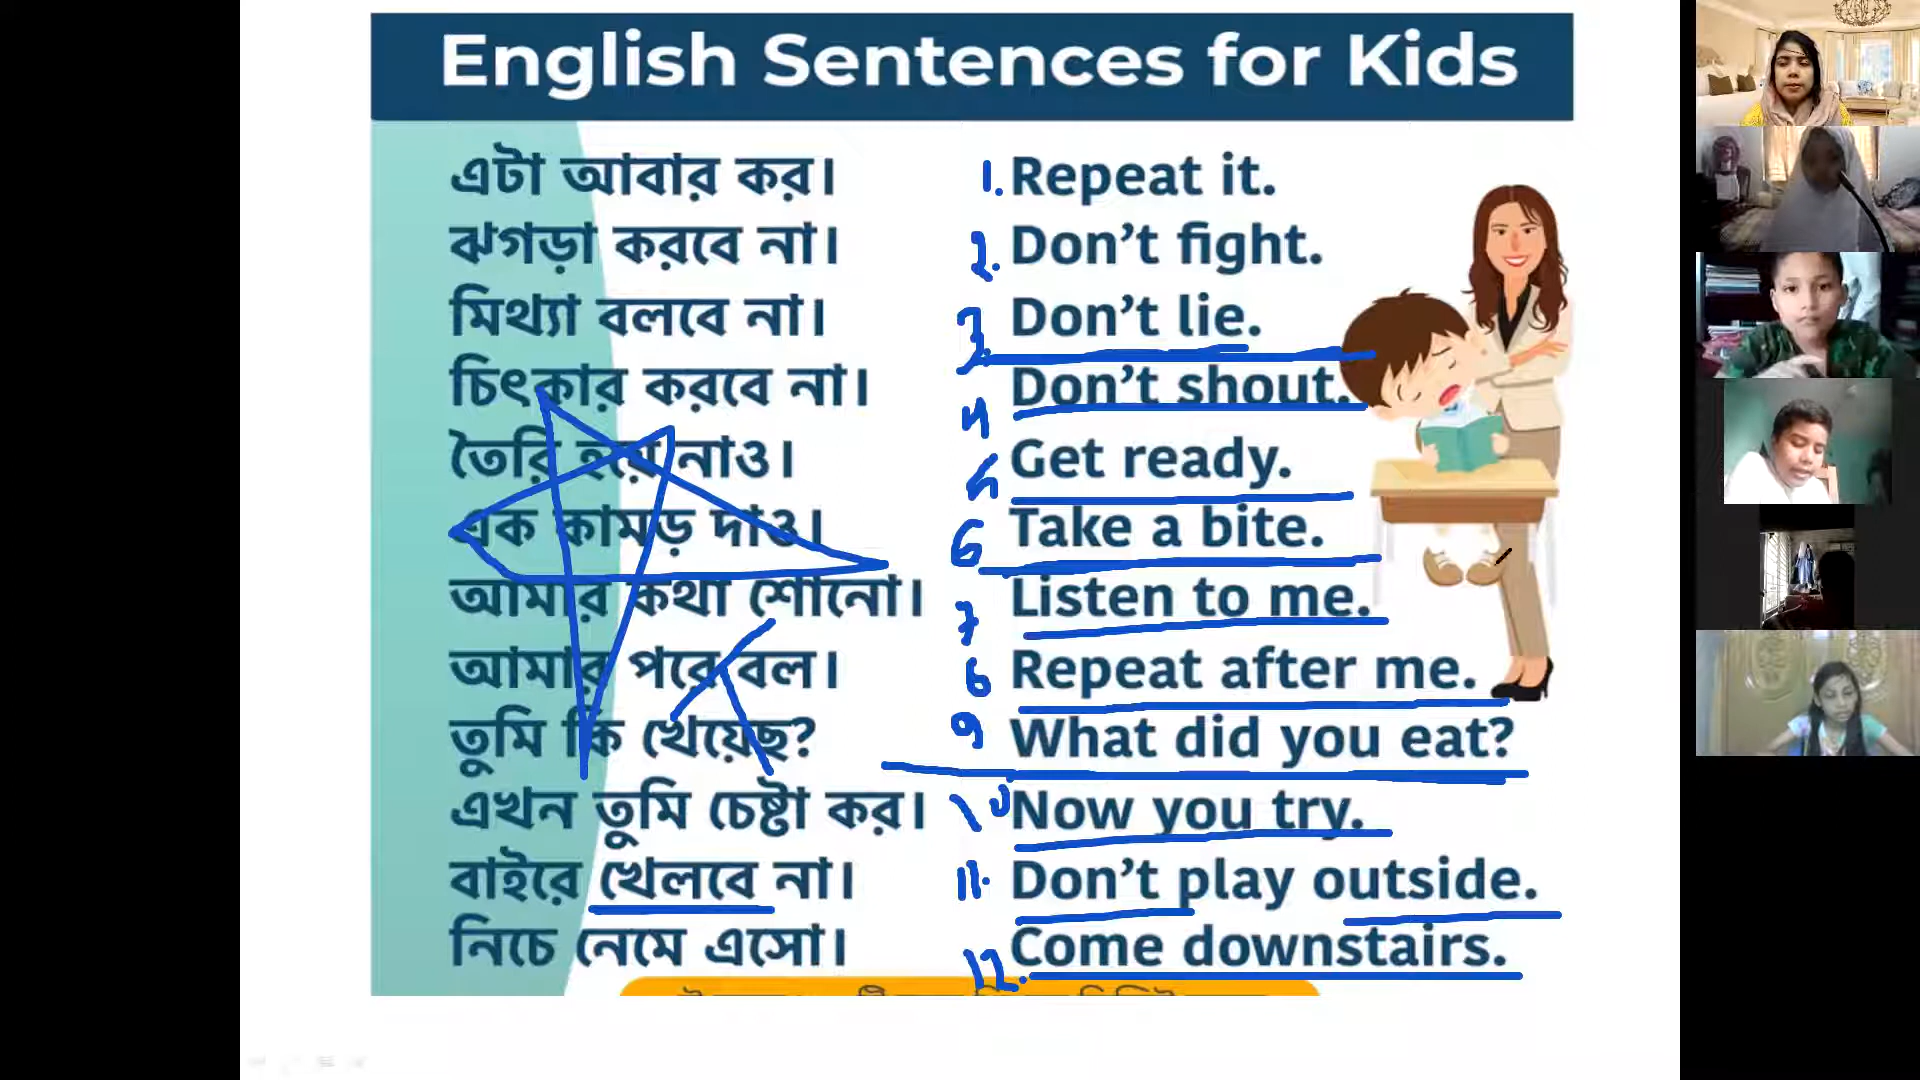 English Sentences for Kids
এটা আবার কর। 1. Repeat it.
ঝগড়া করবে না। 2. Don’t fight.
মিথ্যা বলবে না। 3. Don’t lie.
চিৎকার করবে না। 4 Don’t shout.
তৈরি হয়ে নাও। 5 Get ready.
এক কামড় দাও। 6 Take a bite.
আমার কথা শোনো। 7 Listen to me.
আমার পরে বল। 8 Repeat after me.
তুমি কি খেয়েছ? 9 What did you eat?
এখন তুমি চেষ্টা কর। 10 Now you try.
বাইরে খেলবে না। 11. Don’t play outside.
নিচে নেমে এসো। 12. Come downstairs.